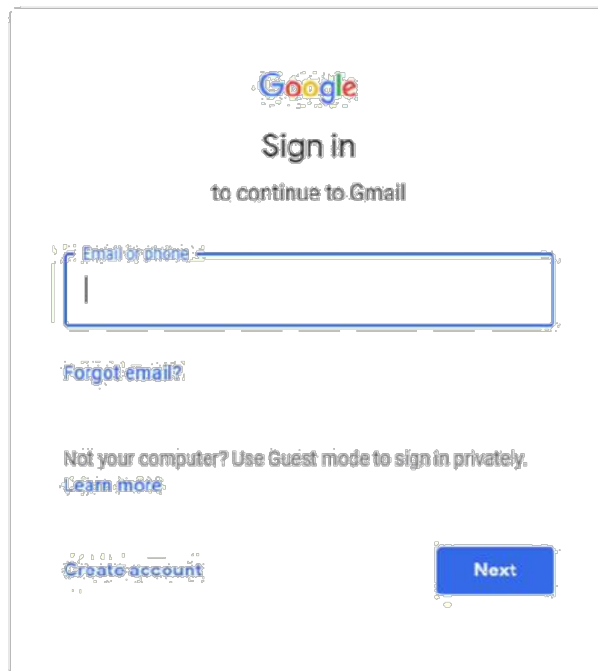 Google
Sign in
to continue to Gmail
Email or phone
Forgot email?
Not your computer? Use Guest mode to sign in privately.
Learn more
Create account
Next